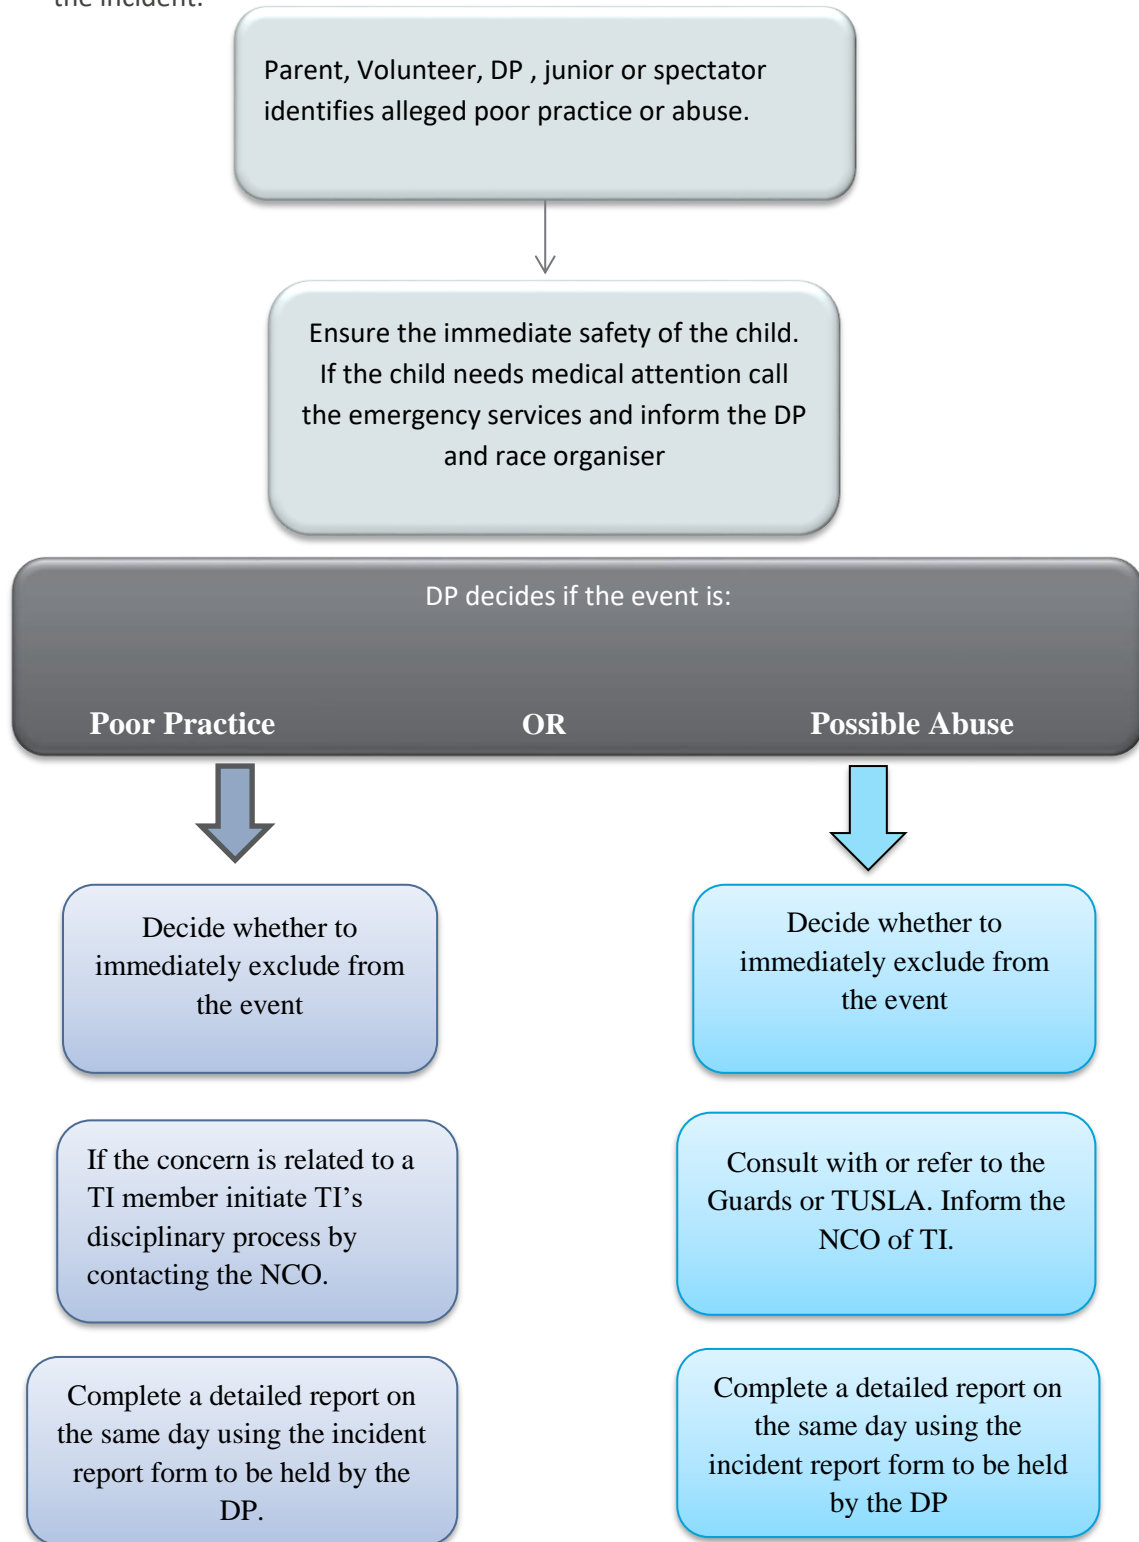 the incident.
Parent, Volunteer, DP , junior or spectator
identifies alleged poor practice or abuse.
Ensure the immediate safety of the child.
If the child needs medical attention call
the emergency services and inform the DP
and race organiser
DP decides if the event is:
Poor Practice OR Possible Abuse
Decide whether to
immediately exclude from
the event
If the concern is related to a
TI member initiate TI’s
disciplinary process by
contacting the NCO.
Complete a detailed report on
the same day using the incident
report form to be held by the
DP.
Decide whether to
immediately exclude from
the event
Consult with or refer to the
Guards or TUSLA. Inform the
NCO of TI.
Complete a detailed report on
the same day using the
incident report form to be held
by the DP